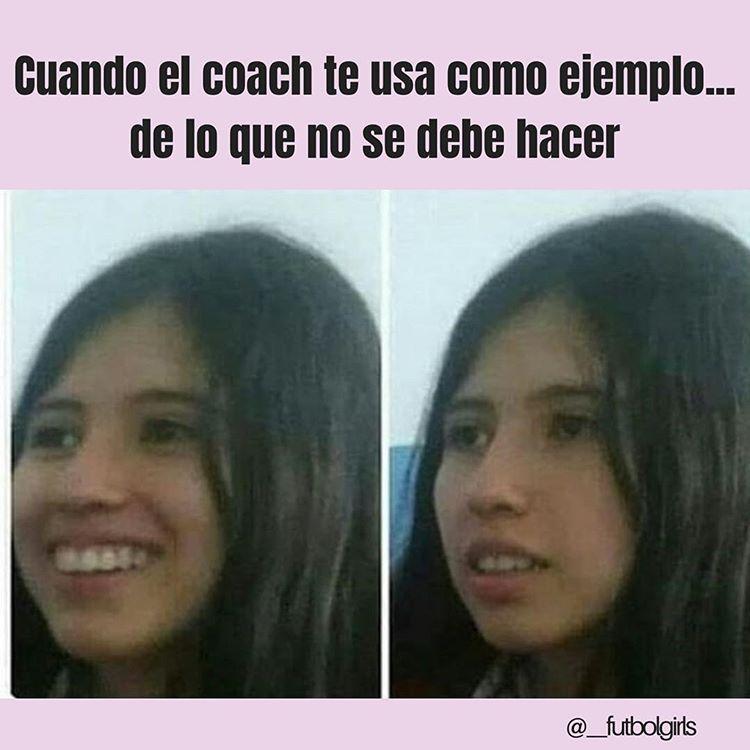 Cuando el coach te usa como ejemplo...
de lo que no se debe hacer
@__futbolgirls